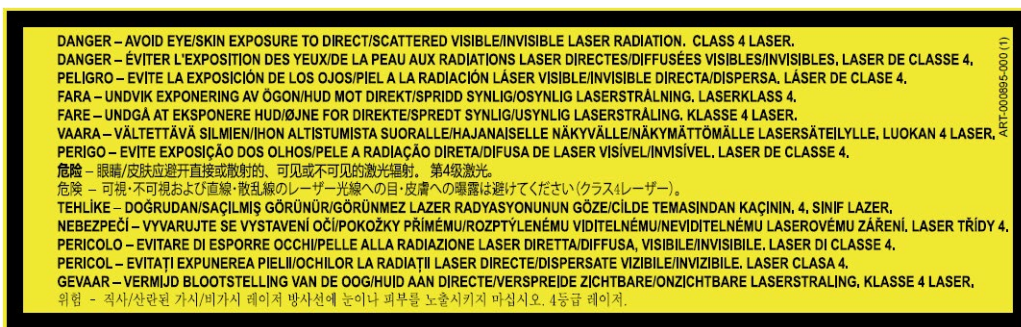 DANGER – AVOID EYE/SKIN EXPOSURE TO DIRECT/SCATTERED VISIBLE/INVISIBLE LASER RADIATION. CLASS 4 LASER.
DANGER – ÉVITER L'EXPOSITION DES YEUX/DE LA PEAU AUX RADIATIONS LASER DIRECTES/DIFFUSÉES VISIBLES/INVISIBLES. LASER DE CLASSE 4.
PELIGRO – EVITE LA EXPOSICIÓN DE LOS OJOS/PIEL A LA RADIACIÓN LÁSER VISIBLE/INVISIBLE DIRECTA/DISPERSA. LÁSER DE CLASE 4.
FARA – UNDVIK EXPONERING AV ÖGON/HUD MOT DIREKT/SPRIDD SYNLIG/OSYNLIG LASERSTRÅLNING. LASERKLASS 4.
FARE – UNDGÅ AT EKSPONERE HUD/ØJNE FOR DIREKTE/SPREDT SYNLIG/USYNLIG LASERSTRÅLING. KLASSE 4 LASER.
VAARA – VÄLTETTÄVÄ SILMIEN/IHON ALTISTUMISTA SUORALLE/HAJANAISELLE NÄKYVÄLLE/NÄKYMÄTTÖMÄLLE LASERSÄTEILYLLE. LUOKAN 4 LASER.
PERIGO – EVITE EXPOSIÇÃO DOS OLHOS/PELE A RADIAÇÃO DIRETA/DIFUSA DE LASER VISÍVEL/INVISÍVEL. LASER DE CLASSE 4.
危险 – 眼睛/皮肤应避开直接或散射的、可见或不可见的激光辐射。 第4级激光。
危険 – 可視・不可視および直線・散乱線のレーザー光線への目・皮膚への曝露は避けてください(クラス4レーザー)。
TEHLİKE – DOĞRUDAN/SAÇILMIŞ GÖRÜNÜR/GÖRÜNMEZ LAZER RADYASYONUNUN GÖZE/CİLDE TEMASINDAN KAÇININ. 4. SINIF LAZER.
NEBEZPEČÍ – VYVARUJTE SE VYSTAVENÍ OČÍ/POKOŽKY PŘÍMÉMU/ROZPTÝLENÉMU VIDITELNÉMU/NEVIDITELNÉMU LASEROVÉMU ZÁŘENÍ. LASER TŘÍDY 4.
PERICOLO – EVITARE DI ESPORRE OCCHI/PELLE ALLA RADIAZIONE LASER DIRETTA/DIFFUSA, VISIBILE/INVISIBILE. LASER DI CLASSE 4.
PERICOL – EVITAȚI EXPUNEREA PIELII/OCHILOR LA RADIAȚII LASER DIRECTE/DISPERSATE VIZIBILE/INVIZIBILE. LASER CLASA 4.
GEVAAR – VERMIJD BLOOTSTELLING VAN DE OOG/HUID AAN DIRECTE/VERSPREIDE ZICHTBARE/ONZICHTBARE LASERSTRALING. KLASSE 4 LASER.
위험 - 직사/산란된 가시/비가시 레이저 방사선에 눈이나 피부를 노출시키지 마십시오. 4등급 레이저.
ART-000895-000 (1)